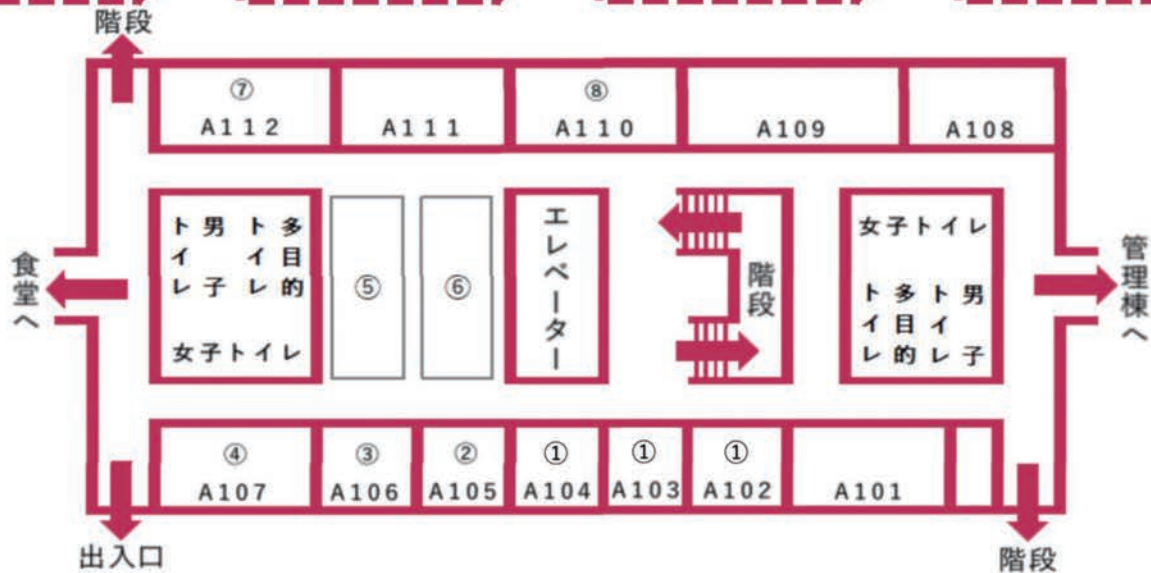 階段
⑦
A112
A111
⑧
A110
A109
A108
男子トイレ
多目的トイレ
女子トイレ
⑤
⑥
エレベーター
階段
女子トイレ
多目的トイレ
男子トイレ
食堂へ
管理棟へ
④
A107
③
A106
②
A105
①
A104
①
A103
①
A102
A101
出入口
階段